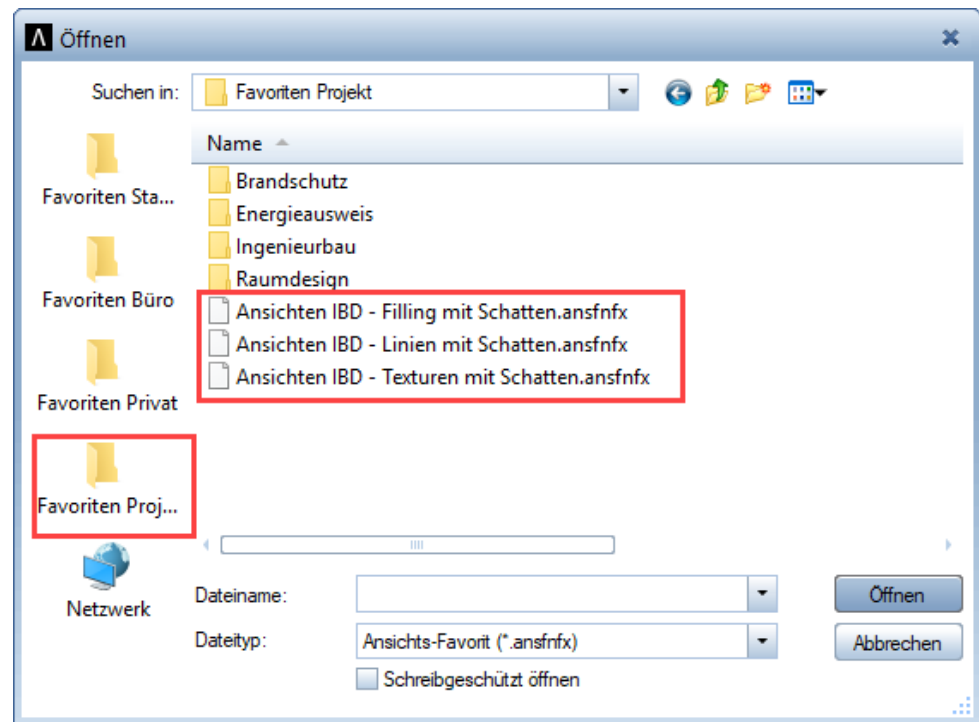 Öffnen
Suchen in: Favoriten Projekt
Name
Favoriten Sta...
Favoriten Büro
Favoriten Privat
Favoriten Proj...
Netzwerk
Brandschutz
Energieausweis
Ingenieurbau
Raumdesign
Ansichten IBD - Filling mit Schatten.ansfnfx
Ansichten IBD - Linien mit Schatten.ansfnfx
Ansichten IBD - Texturen mit Schatten.ansfnfx
Dateiname:
Öffnen
Dateityp: Ansichts-Favorit (*.ansfnfx)
Abbrechen
Schreibgeschützt öffnen